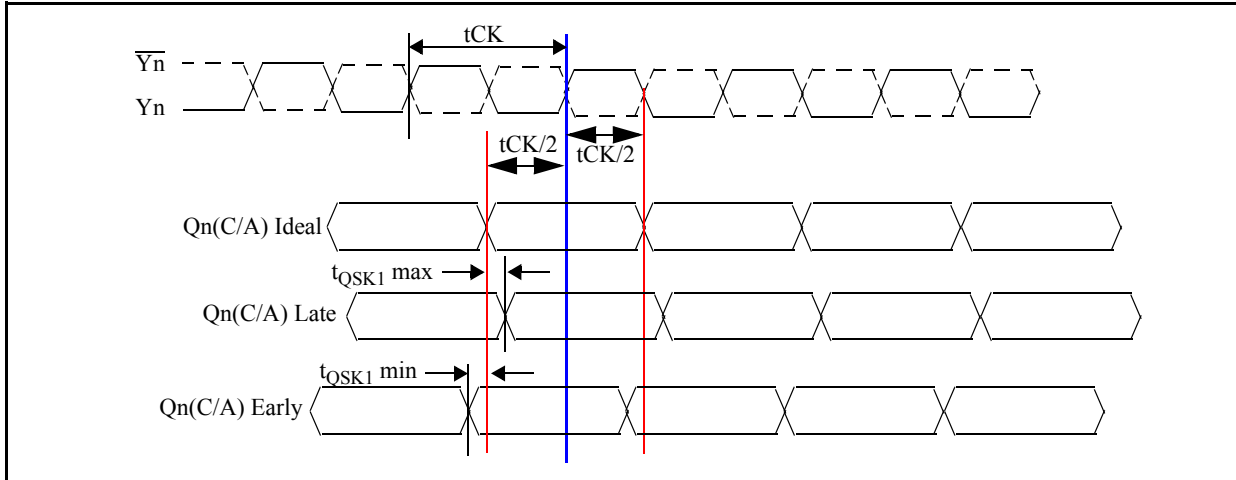 tCK
Yn
Yn
tCK/2
tCK/2
Qn(C/A) Ideal
tQSK1 max
Qn(C/A) Late
tQSK1 min
Qn(C/A) Early